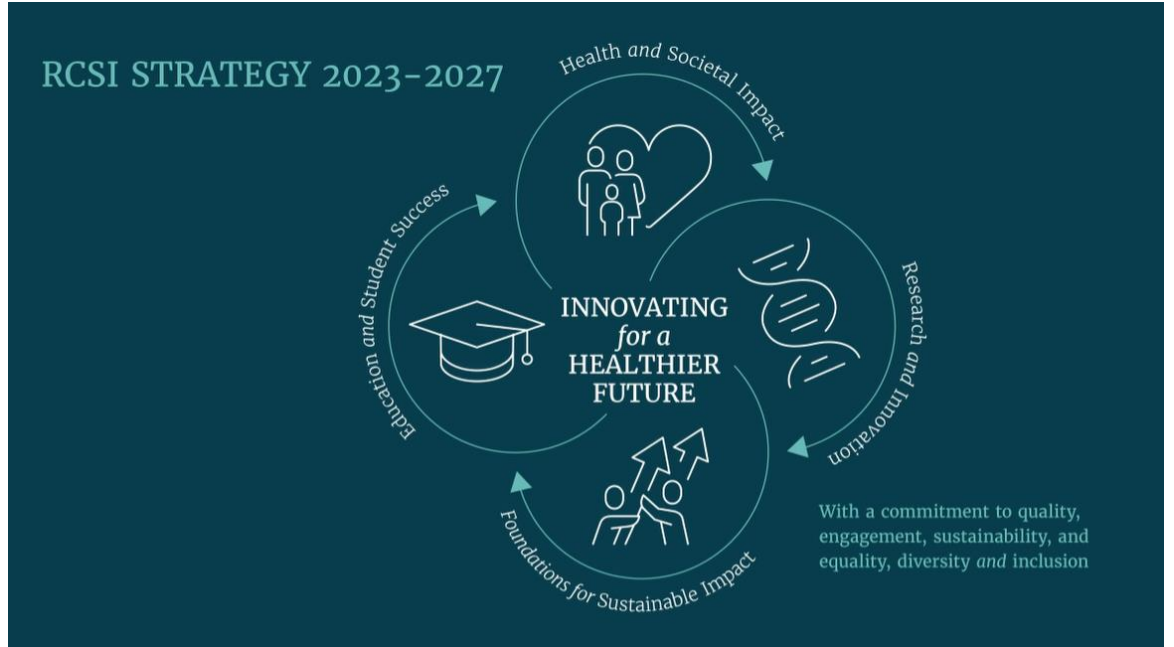 RCSI STRATEGY 2023-2027
Health and Societal Impact
Education and Student Success
Research and Innovation
INNOVATING
for a
HEALTHIER
FUTURE
Foundations for Sustainable Impact
With a commitment to quality,
engagement, sustainability, and
equality, diversity and inclusion